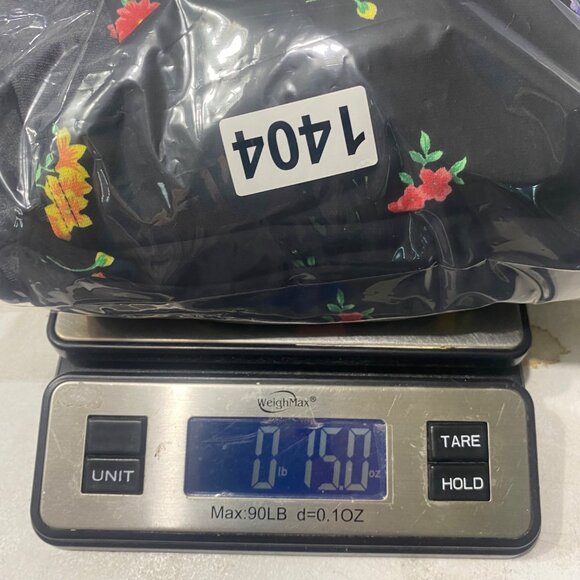 1404
WeighMax®
0 lb 15.0 oz
UNIT
TARE
HOLD
Max:90LB d=0.1OZ